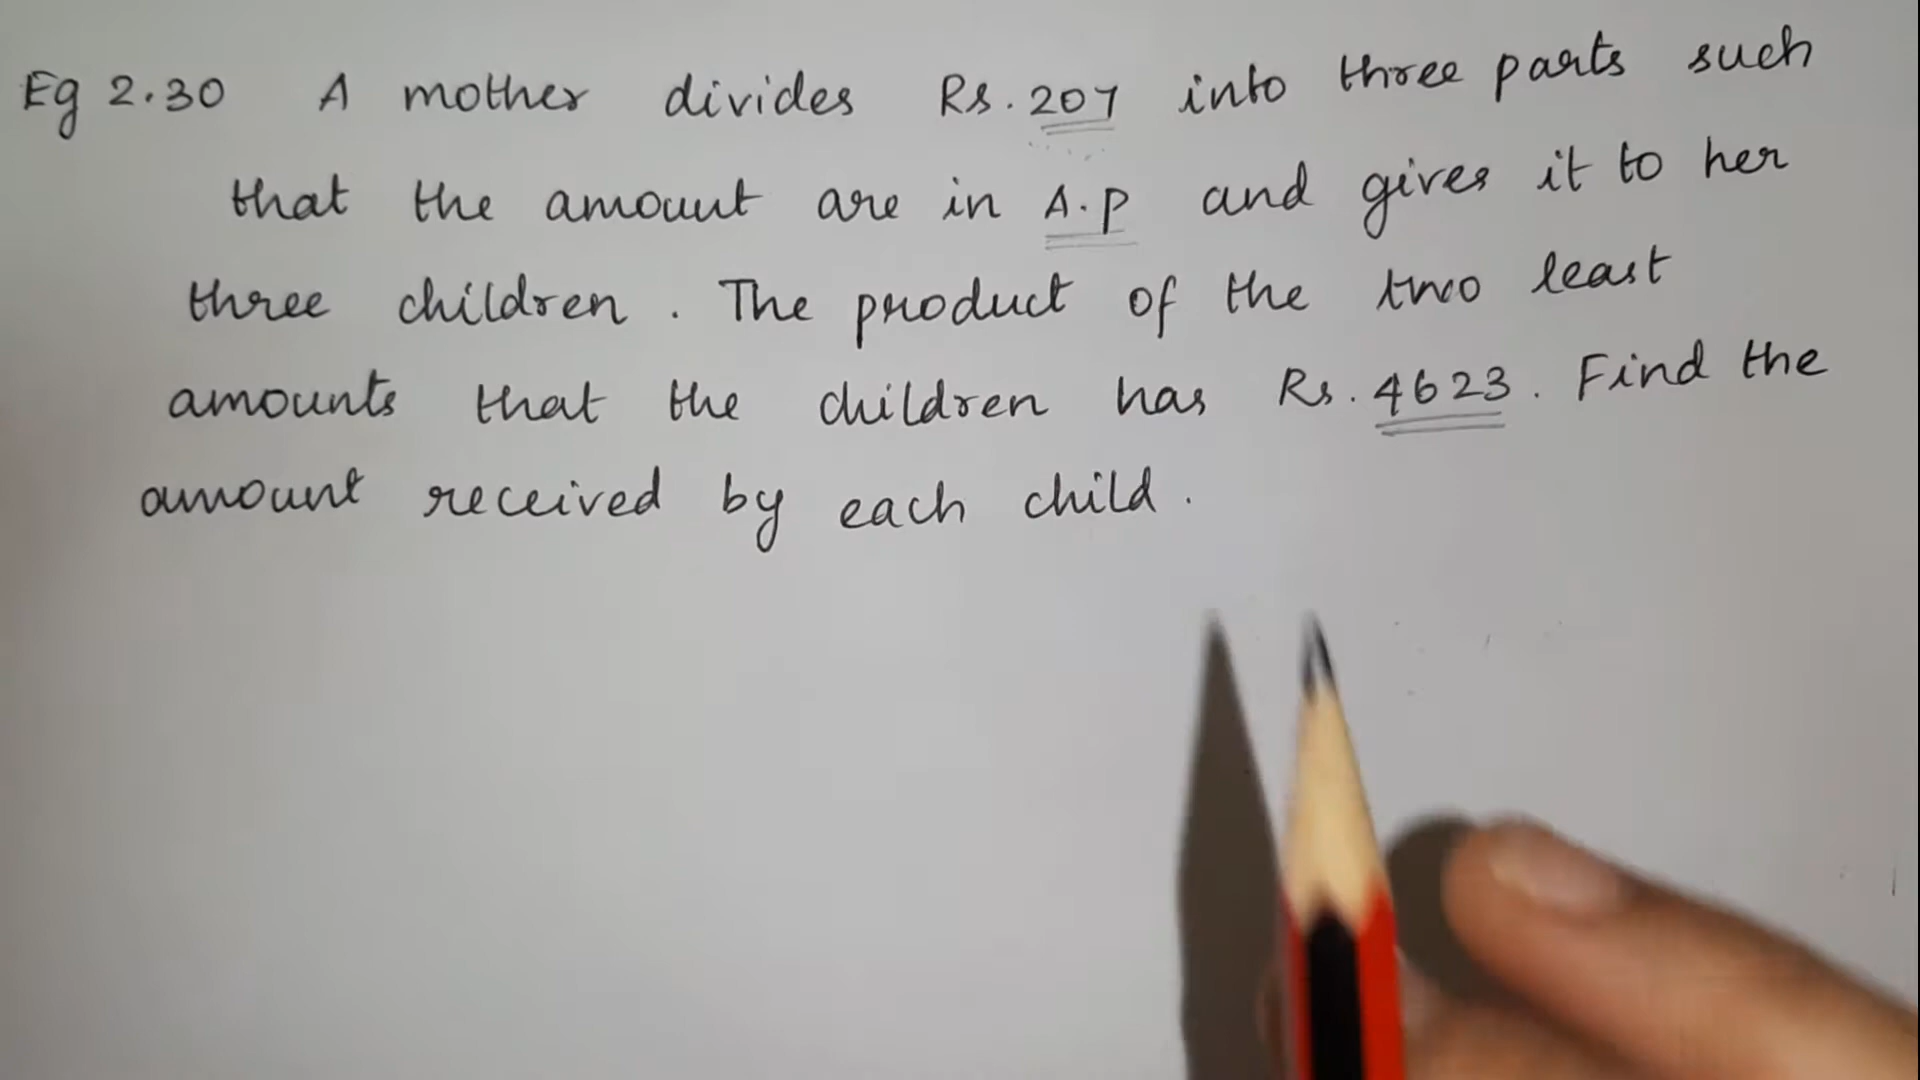 Eg 2.30 A mother divides Rs. 207 into three parts such
that the amount are in A.P and gives it to her
three children. The product of the two least
amounts that the children has Rs. 4623. Find the
amount received by each child.